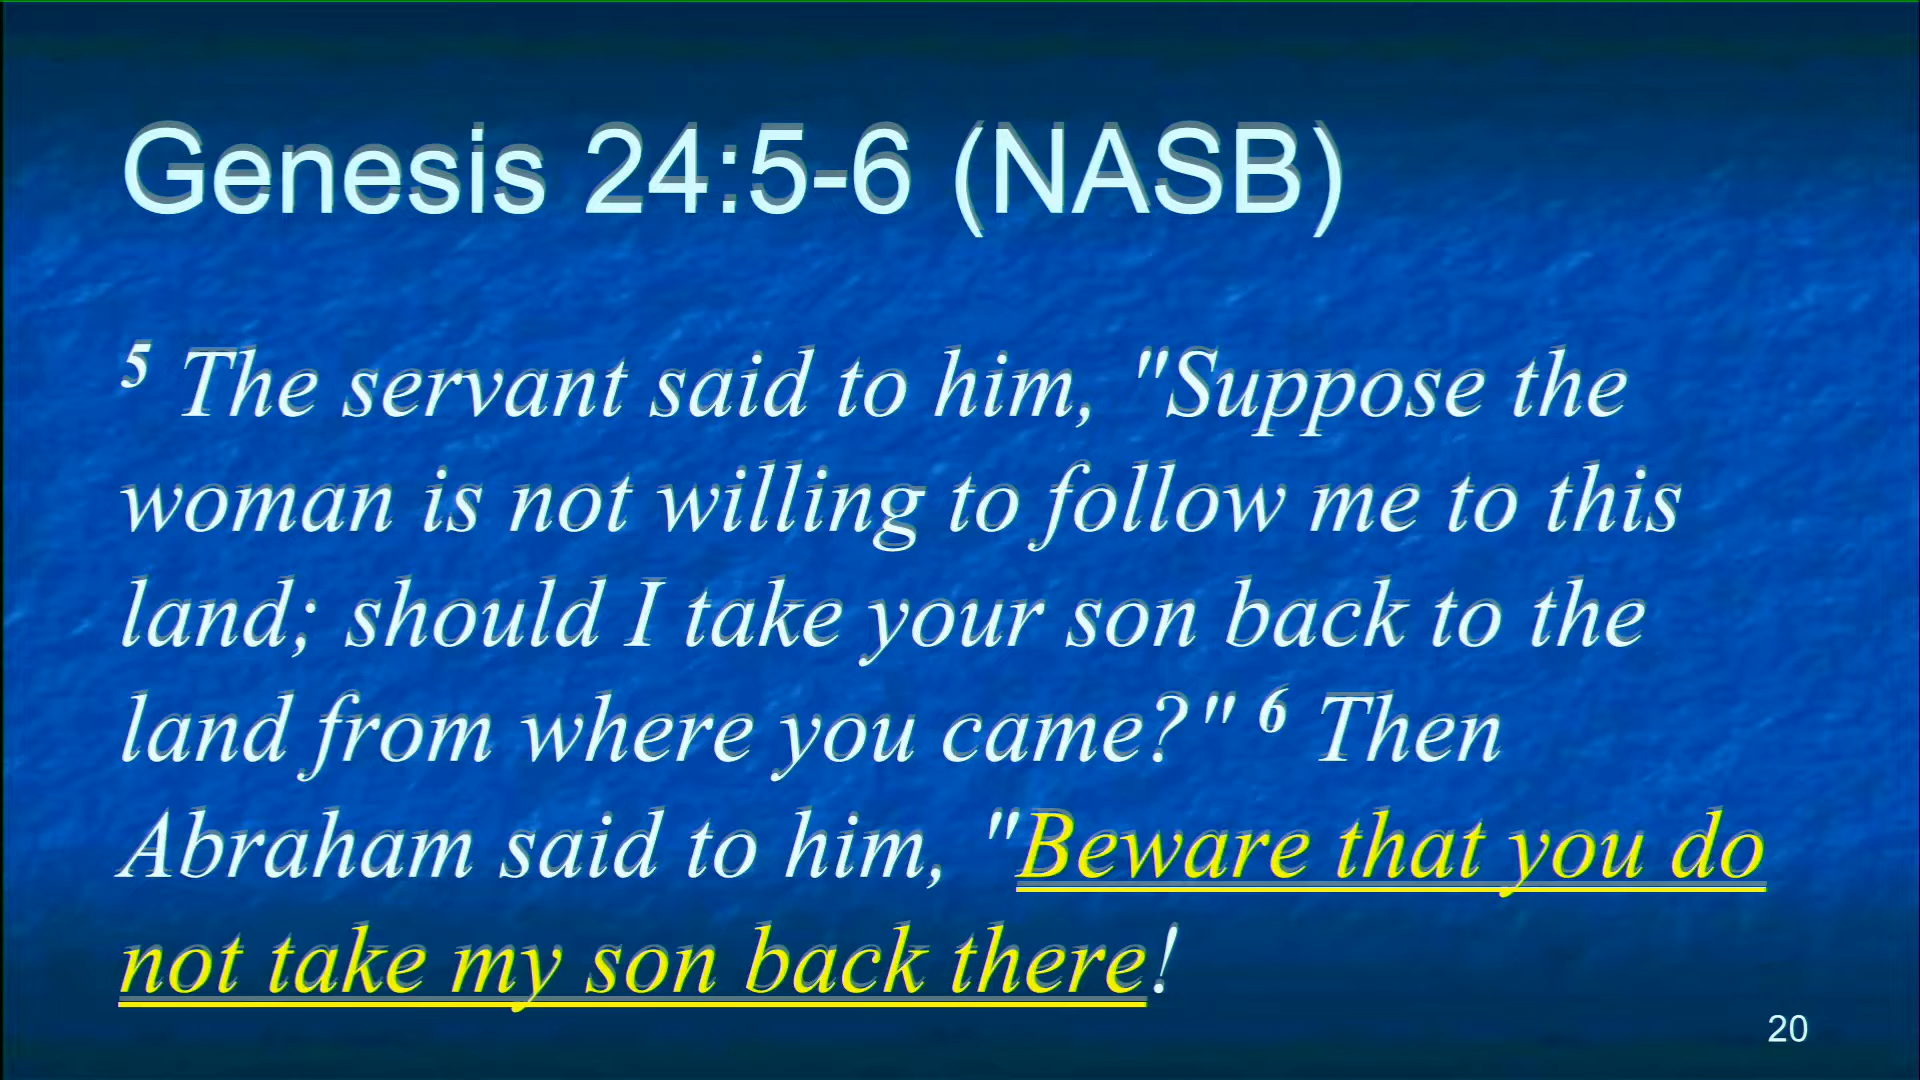 Genesis 24:5-6 (NASB)
5 The servant said to him, "Suppose the
woman is not willing to follow me to this
land; should I take your son back to the
land from where you came?" 6 Then
Abraham said to him, "Beware that you do
not take my son back there!
20